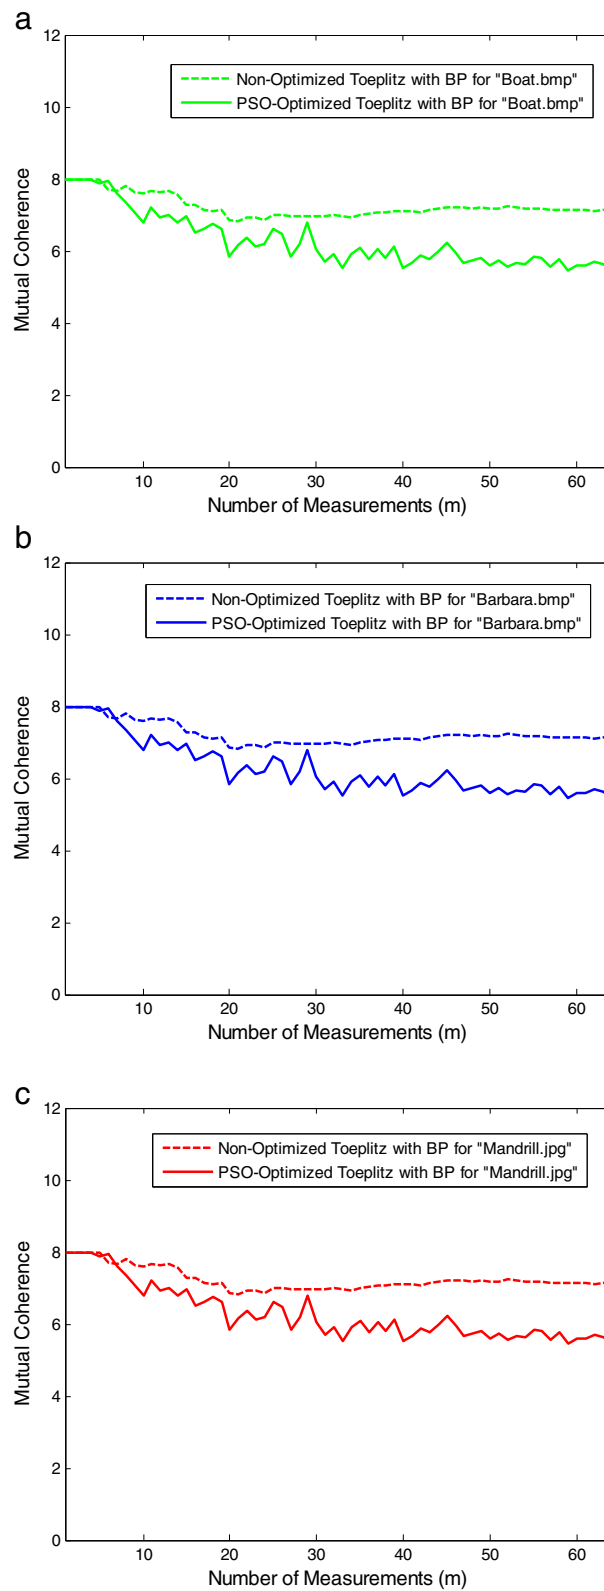 a
12
10
8
6
4
2
0
Mutual Coherence
Non-Optimized Toeplitz with BP for "Boat.bmp"
PSO-Optimized Toeplitz with BP for "Boat.bmp"
10 20 30 40 50 60
Number of Measurements (m)
b
12
10
8
6
4
2
0
Mutual Coherence
Non-Optimized Toeplitz with BP for "Barbara.bmp"
PSO-Optimized Toeplitz with BP for "Barbara.bmp"
10 20 30 40 50 60
Number of Measurements (m)
c
12
10
8
6
4
2
0
Mutual Coherence
Non-Optimized Toeplitz with BP for "Mandrill.jpg"
PSO-Optimized Toeplitz with BP for "Mandrill.jpg"
10 20 30 40 50 60
Number of Measurements (m)